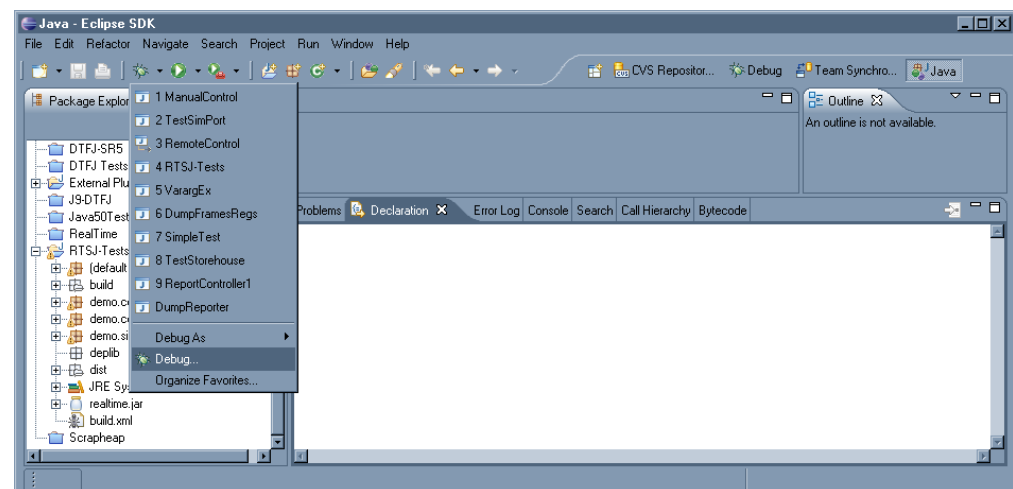 Java - Eclipse SDK
File Edit Refactor Navigate Search Project Run Window Help
CVS Repositor... Debug Team Synchro... Java
Package Explor
Outline
An outline is not available.
1 ManualControl
2 TestSimPort
3 RemoteControl
4 RTSJ-Tests
5 VarargEx
6 DumpFramesRegs
7 SimpleTest
8 TestStorehouse
9 ReportController1
DumpReporter
Debug As
Debug...
Organize Favorites...
DTFJ-SR5
DTFJ Tests
External Plu
J9-DTFJ
Java50Test
RealTime
RTSJ-Tests
(default
build
demo.c
demo.c
demo.si
deplib
dist
JRE Sy
realtime.jar
build.xml
Scrapheap
Problems Declaration Error Log Console Search Call Hierarchy Bytecode